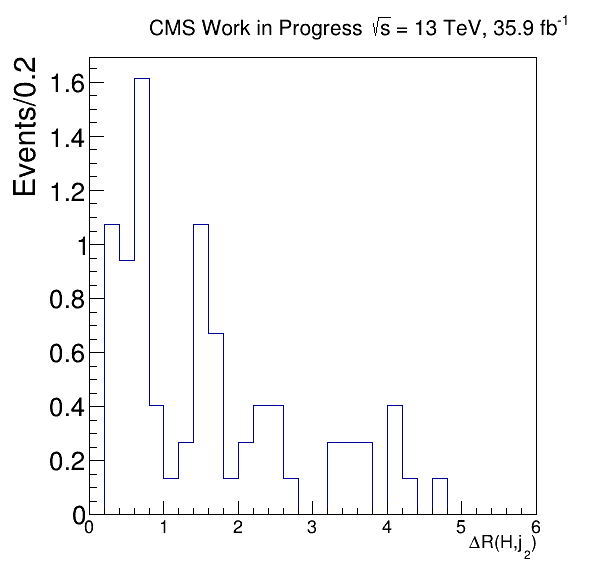 CMS Work in Progress √s = 13 TeV, 35.9 fb⁻¹
Events/0.2
1.6
1.4
1.2
1
0.8
0.6
0.4
0.2
0
0 1 2 3 4 5 6
ΔR(H,j₂)